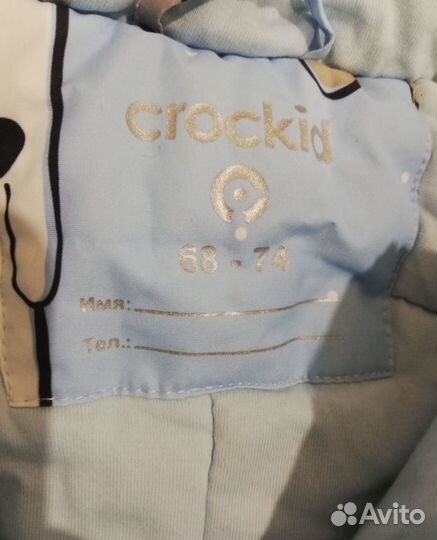 crockid
68 - 74
Имя:
Тел.:
Avito